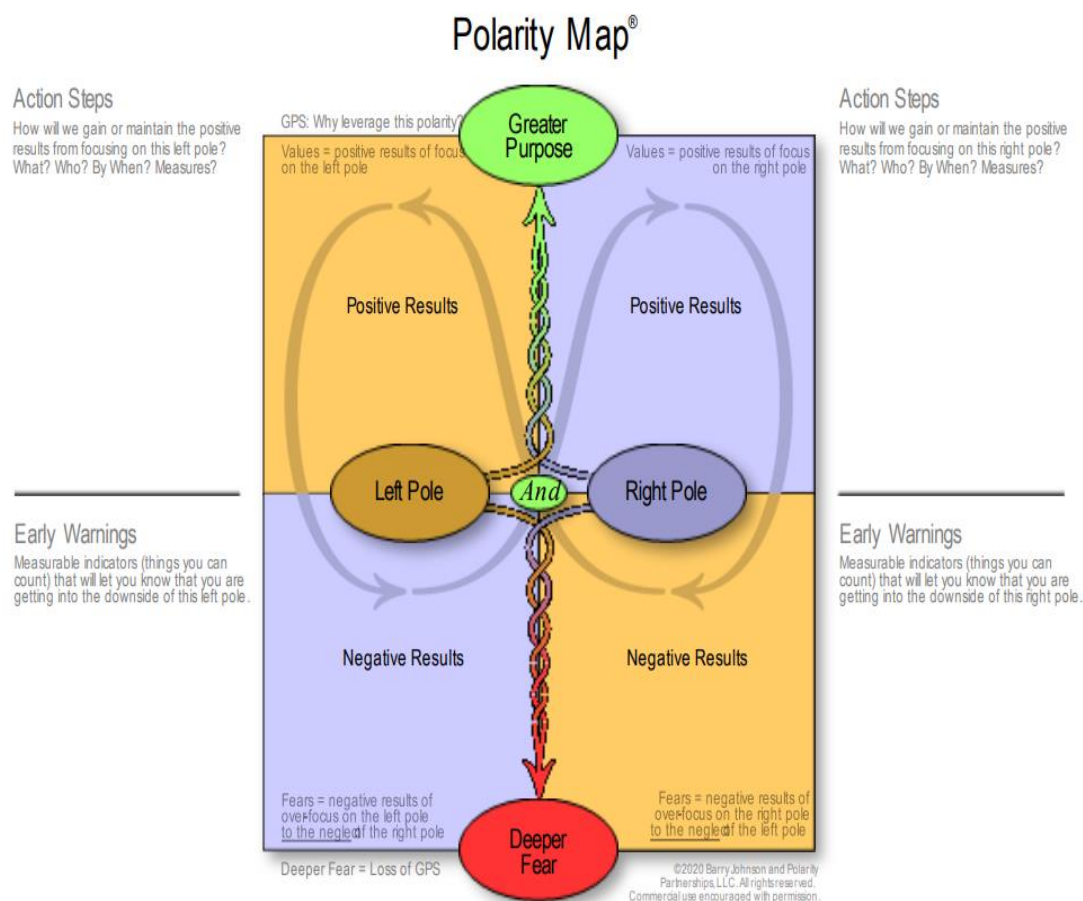 Polarity Map®
Action Steps
How will we gain or maintain the positive
results from focusing on this left pole?
What? Who? By When? Measures?
GPS: Why leverage this polarity?
Values = positive results of focus
on the left pole
Greater
Purpose
Values = positive results of focus
on the right pole
Action Steps
How will we gain or maintain the positive
results from focusing on this right pole?
What? Who? By When? Measures?
Positive Results
Positive Results
Left Pole
And
Right Pole
Early Warnings
Measurable indicators (things you can
count) that will let you know that you are
getting into the downside of this left pole.
Early Warnings
Measurable indicators (things you can
count) that will let you know that you are
getting into the downside of this right pole.
Negative Results
Negative Results
Fears = negative results of
over-focus on the left pole
to the neglect of the right pole
Fears = negative results of
over-focus on the right pole
to the neglect of the left pole
Deeper
Fear
Deeper Fear = Loss of GPS
©2020 Barry Johnson and Polarity
Partnerships, LLC. All rights reserved.
Commercial use encouraged with permission.